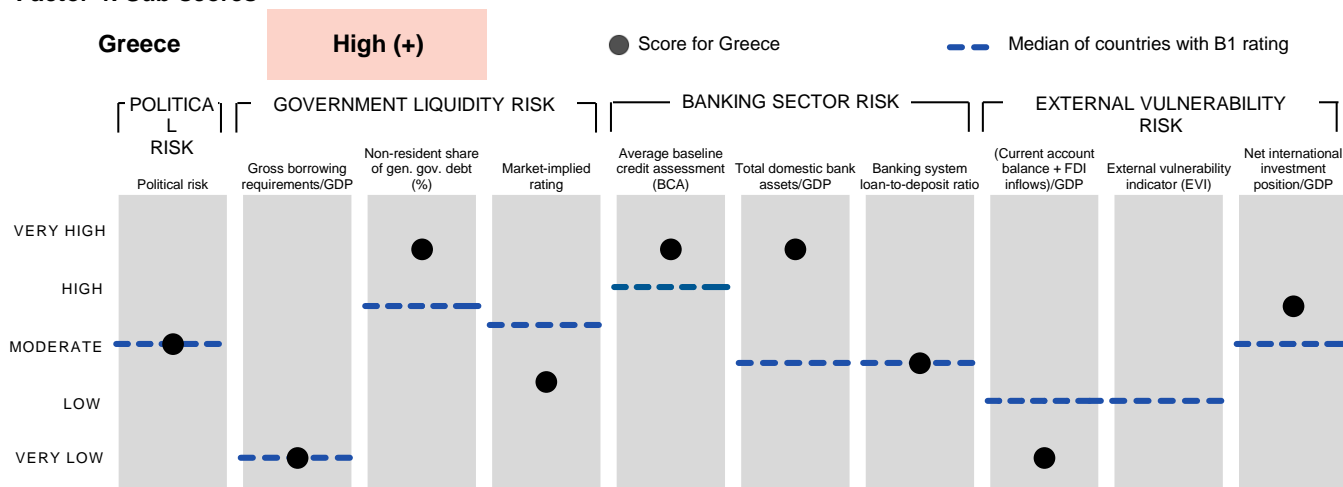 Greece
High (+)
Score for Greece
Median of countries with B1 rating
POLITICA
L
RISK
GOVERNMENT LIQUIDITY RISK
BANKING SECTOR RISK
EXTERNAL VULNERABILITY
RISK
Political risk
Gross borrowing
requirements/GDP
Non-resident share
of gen. gov. debt
(%)
Market-implied
rating
Average baseline
credit assessment
(BCA)
Total domestic bank
assets/GDP
Banking system
loan-to-deposit ratio
(Current account
balance + FDI
inflows)/GDP
External vulnerability
indicator (EVI)
Net international
investment
position/GDP
VERY HIGH
HIGH
MODERATE
LOW
VERY LOW